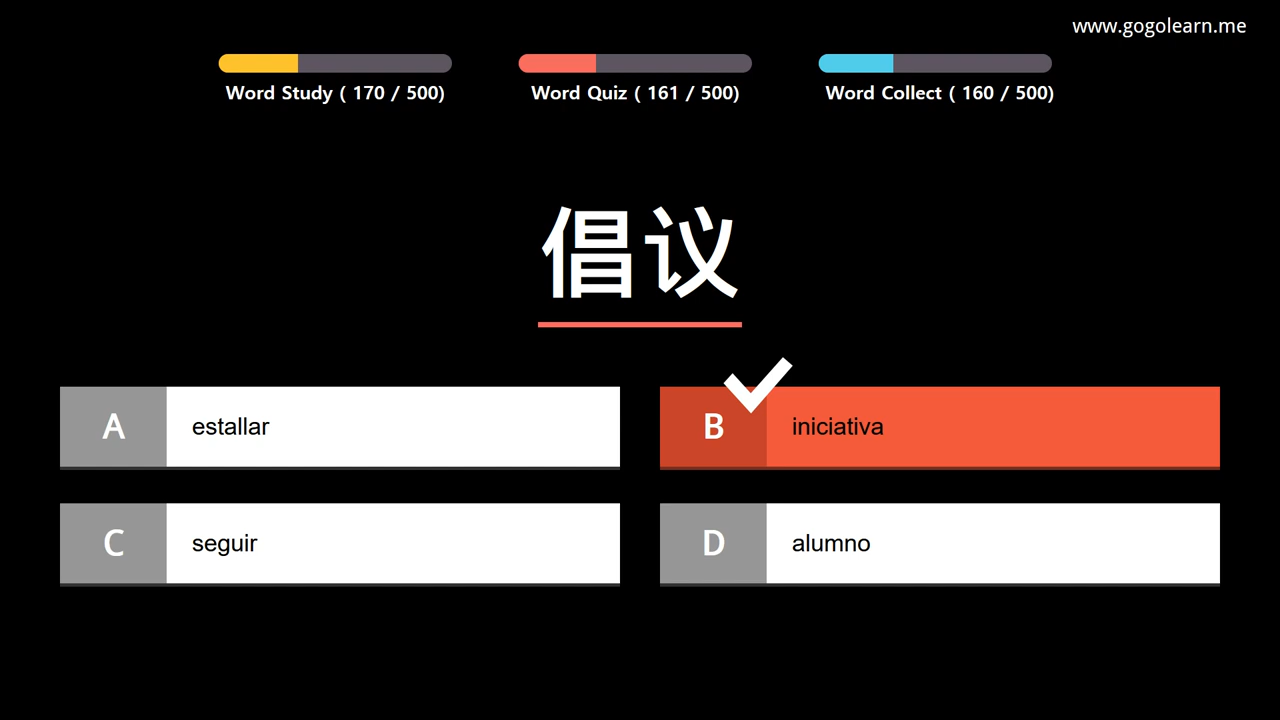 www.gogolearn.me
Word Study ( 170 / 500)
Word Quiz ( 161 / 500)
Word Collect ( 160 / 500)
倡议
A estallar
B iniciativa
C seguir
D alumno